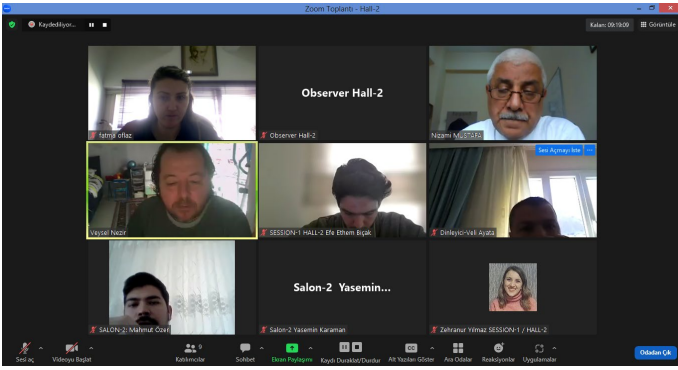 Zoom Toplantı - Hall-2
Kaydediliyor...
Kalan: 09:19:09
Görüntüle
fatma oflaz
Observer Hall-2
Observer Hall-2
Nizami MUSTAFA
Veysel Nezir
SESSION-1 HALL-2 Efe Ethem Bıçak
Sesi Açmayı İste
Dinleyici-Veli Ayata
SALON-2: Mahmut Özer
Salon-2 Yasemin...
Salon-2 Yasemin Karaman
Zehranur Yılmaz SESSION-1 / HALL-2
Sesi aç
Videoyu Başlat
9
Katılımcılar
Sohbet
Ekran Paylaşımı
Kaydı Duraklat/Durdur
CC
Alt Yazıları Göster
Ara Odalar
Reaksiyonlar
Uygulamalar
Odadan Çık